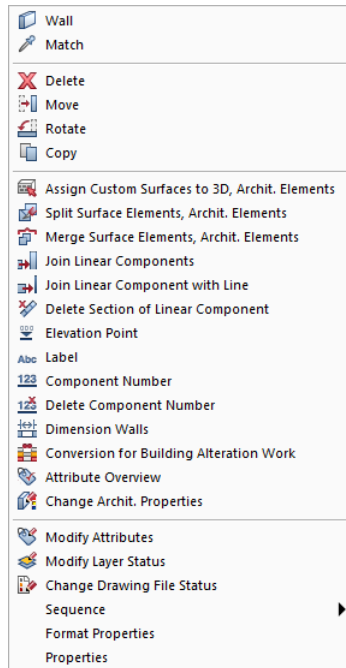 Wall
Match
Delete
Move
Rotate
Copy
Assign Custom Surfaces to 3D, Archit. Elements
Split Surface Elements, Archit. Elements
Merge Surface Elements, Archit. Elements
Join Linear Components
Join Linear Component with Line
Delete Section of Linear Component
Elevation Point
Abc Label
123 Component Number
123 Delete Component Number
Dimension Walls
Conversion for Building Alteration Work
Attribute Overview
Change Archit. Properties
Modify Attributes
Modify Layer Status
Change Drawing File Status
Sequence
Format Properties
Properties